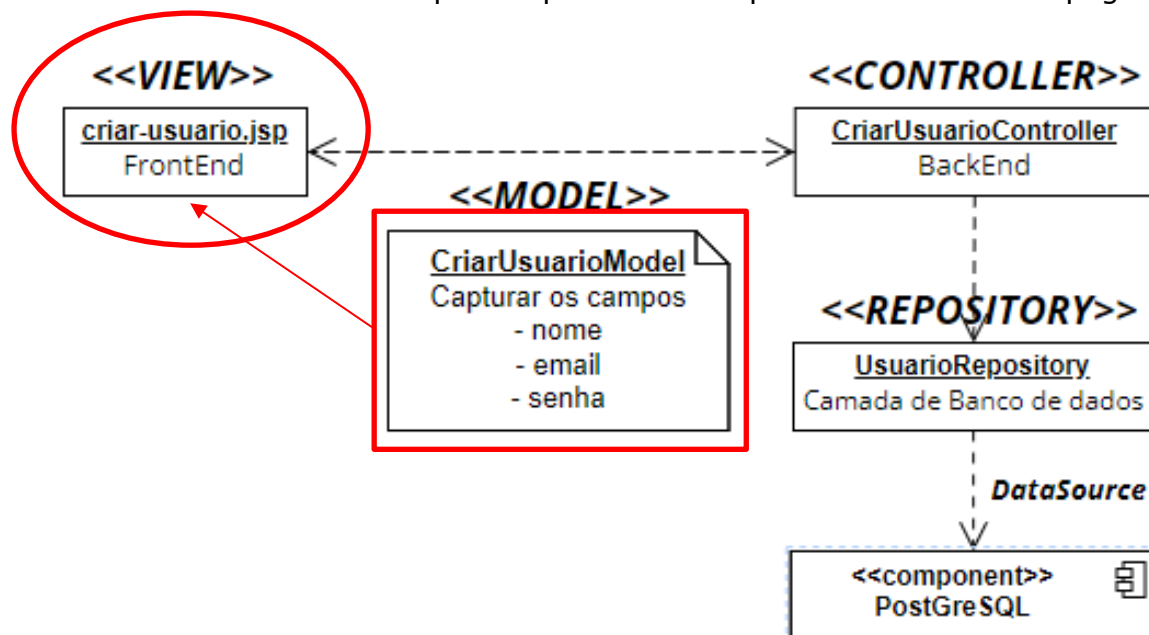 <<VIEW>>
criar-usuario.jsp
FrontEnd
<<CONTROLLER>>
CriarUsuarioController
BackEnd
<<MODEL>>
CriarUsuarioModel
Capturar os campos
- nome
- email
- senha
<<REPOSITORY>>
UsuarioRepository
Camada de Banco de dados
DataSource
<<component>>
PostGreSQL